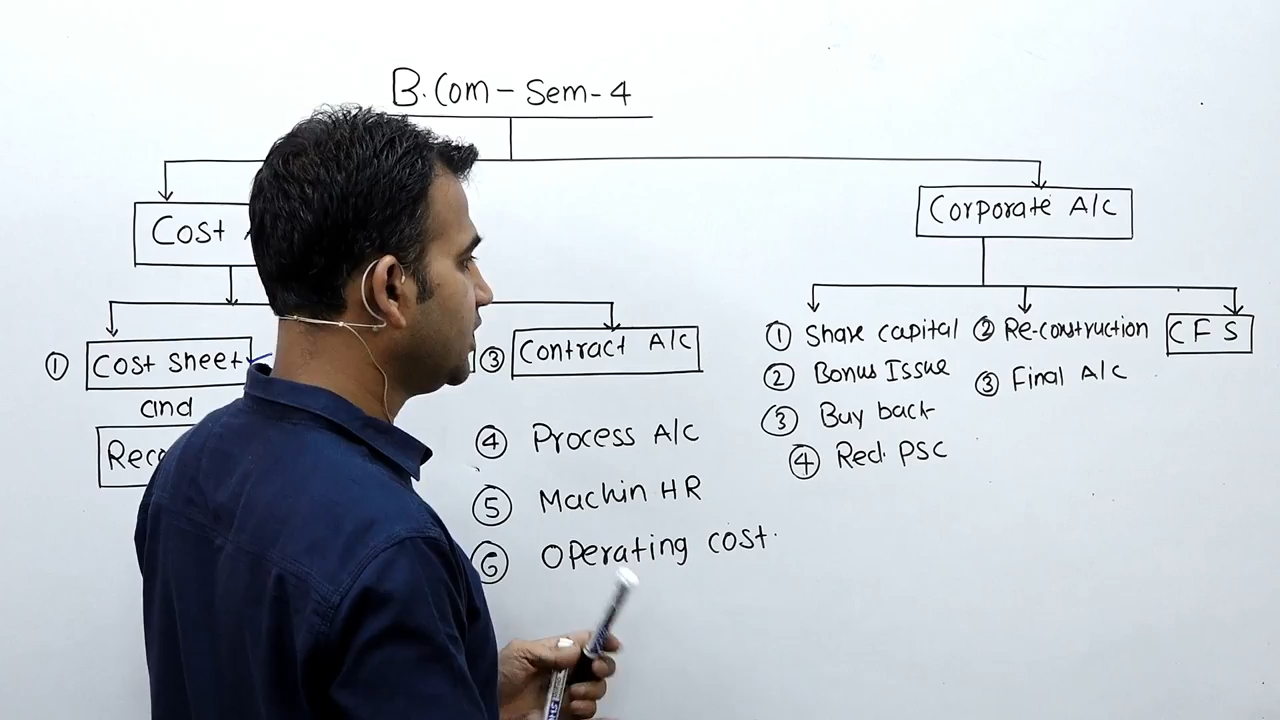 B.Com - Sem - 4
Cost
Corporate A/C
① Cost sheet
and
③ Contract A/C
④ Process A/C
⑤ Machin HR
⑥ Operating cost.
① Share capital
② Bonus Issue
③ Buy back
④ Red. PSC
② Re-construction
③ Final A/C
CFS